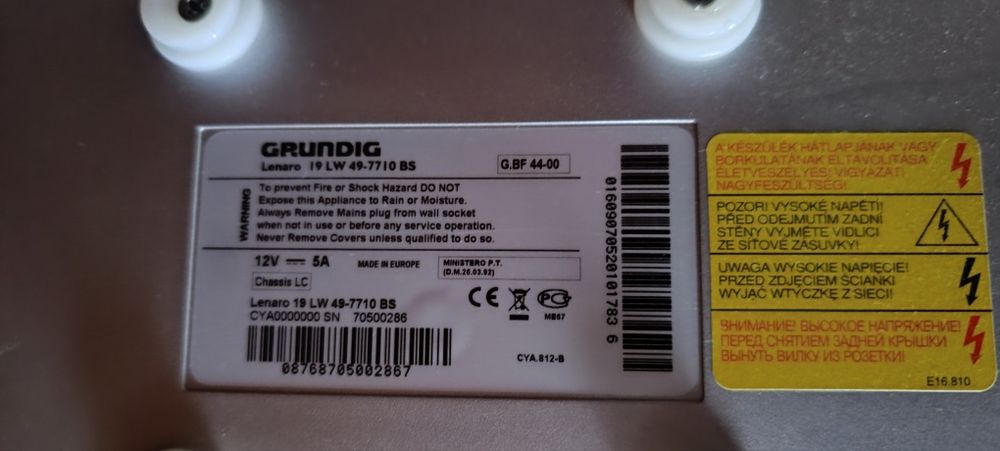 GRUNDIG
Lenaro 19 LW 49-7710 BS
G.BF 44-00
WARNING
To prevent Fire or Shock Hazard DO NOT
Expose this Appliance to Rain or Moisture.
Always Remove Mains plug from wall socket
when not in use or before any service operation.
Never Remove Covers unless qualified to do so.
12V 5A
MADE IN EUROPE
MINISTERO P.T.
(D.M.26.03.92)
Chassis LC
Lenaro 19 LW 49-7710 BS
CYA0000000 SN 70500286
08768705002867
CE
PG
ME67
CYA.812-B
01609070520101783 6
A KÉSZÜLÉK HÁTLAPJÁNAK VAGY
BORKULATÁNAK ELTAVOLITÁSA
ÉLETVESZÉLYES! VIGYÁZAT!
NAGYFESZÜLTSÉG!
POZOR! VYSOKÉ NAPĚTÍ!
PŘED ODEJMUTÍM ZADNÍ
STĚNY VYJMĚTE VIDLICI
ZE SÍŤOVÉ ZÁSUVKY!
UWAGA WYSOKIE NAPIĘCIE!
PRZED ZDJĘCIEM ŚCIANKI
WYJĄĆ WTYCZKĘ Z SIECI!
ВНИМАНИЕ! ВЫСОКОЕ НАПРЯЖЕНИЕ!
ПЕРЕД СНЯТИЕМ ЗАДНЕЙ КРЫШКИ
ВЫНУТЬ ВИЛКУ ИЗ РОЗЕТКИ!
E16.810